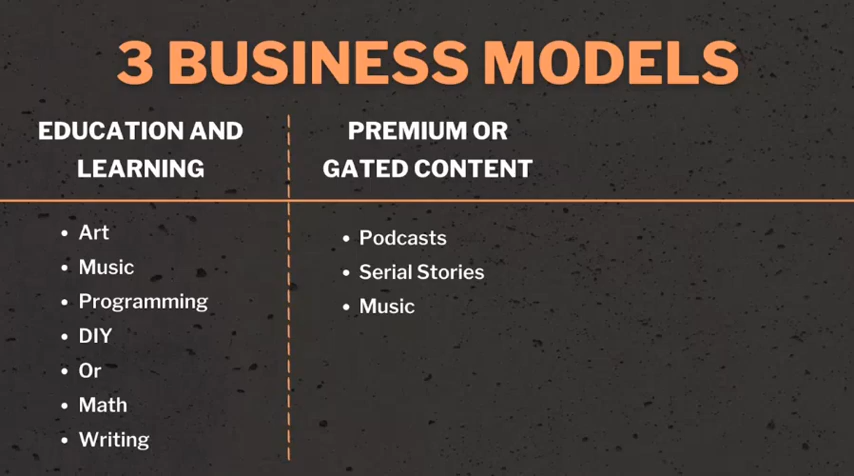 3 BUSINESS MODELS
EDUCATION AND
LEARNING
• Art
• Music
• Programming
• DIY
• Or
• Math
• Writing
PREMIUM OR
GATED CONTENT
• Podcasts
• Serial Stories
• Music